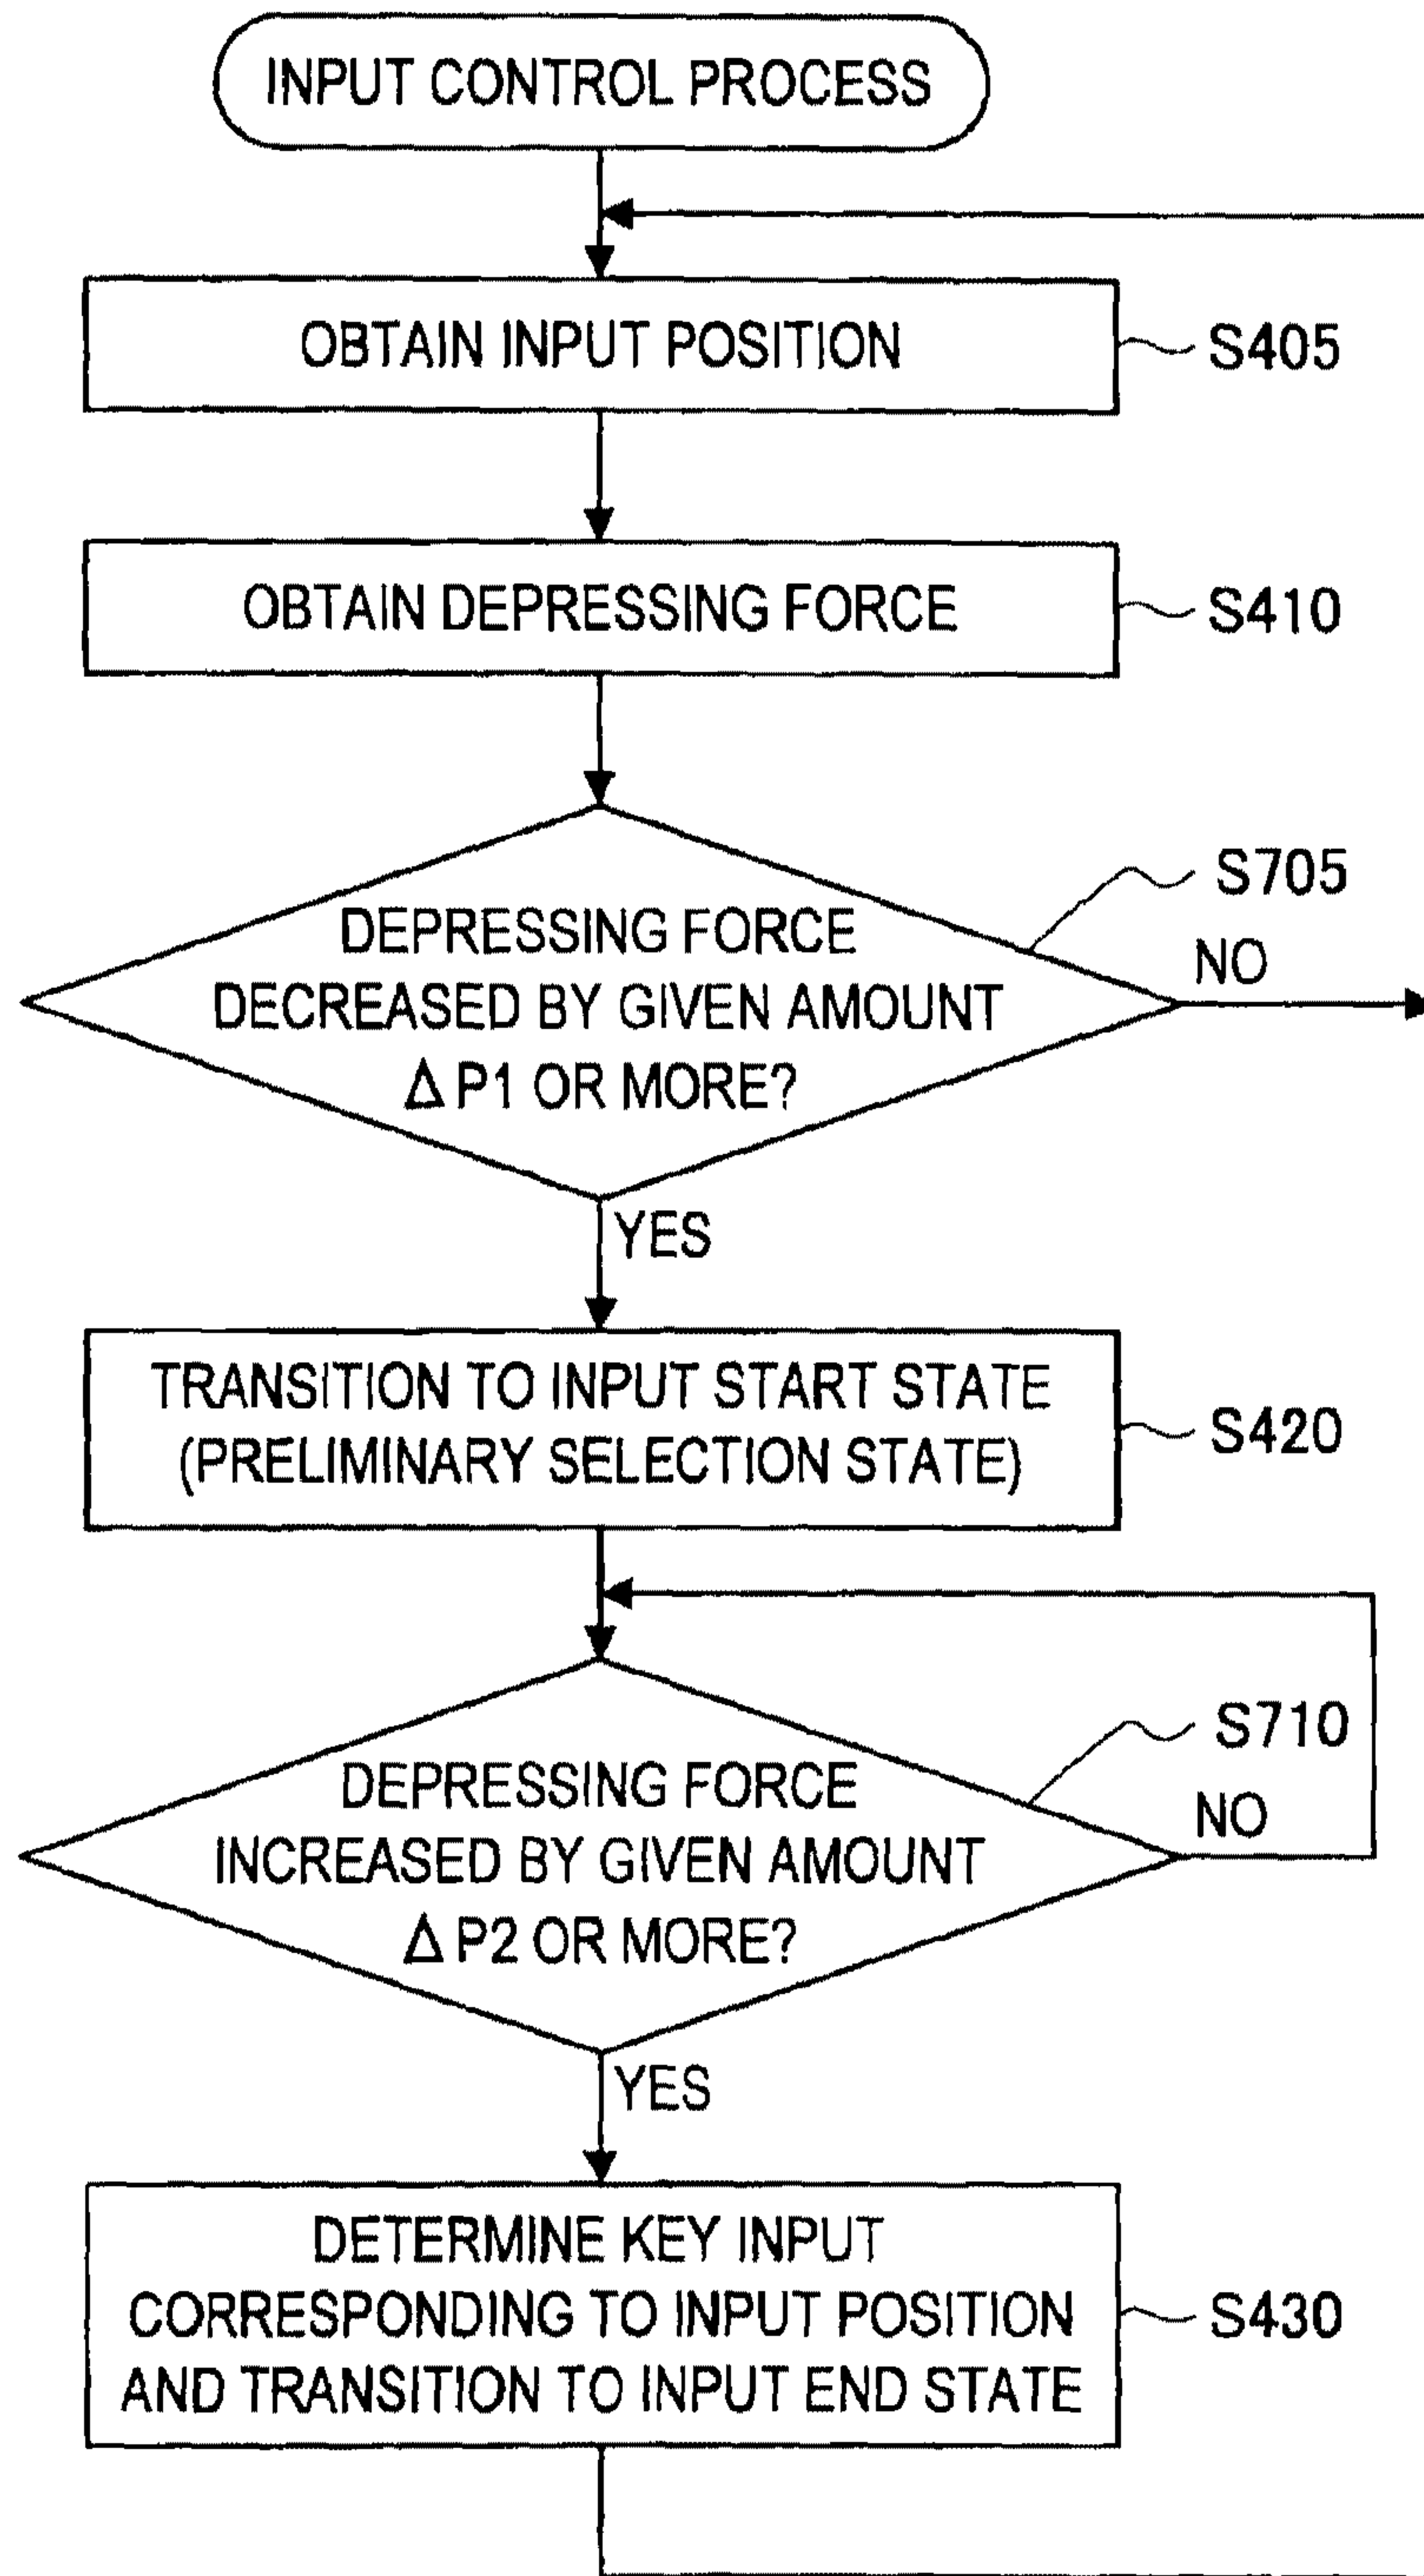 INPUT CONTROL PROCESS
OBTAIN INPUT POSITION
S405
OBTAIN DEPRESSING FORCE
S410
S705
DEPRESSING FORCE
DECREASED BY GIVEN AMOUNT
Δ P1 OR MORE?
NO
YES
TRANSITION TO INPUT START STATE
(PRELIMINARY SELECTION STATE)
S420
S710
DEPRESSING FORCE
INCREASED BY GIVEN AMOUNT
Δ P2 OR MORE?
NO
YES
DETERMINE KEY INPUT
CORRESPONDING TO INPUT POSITION
AND TRANSITION TO INPUT END STATE
S430